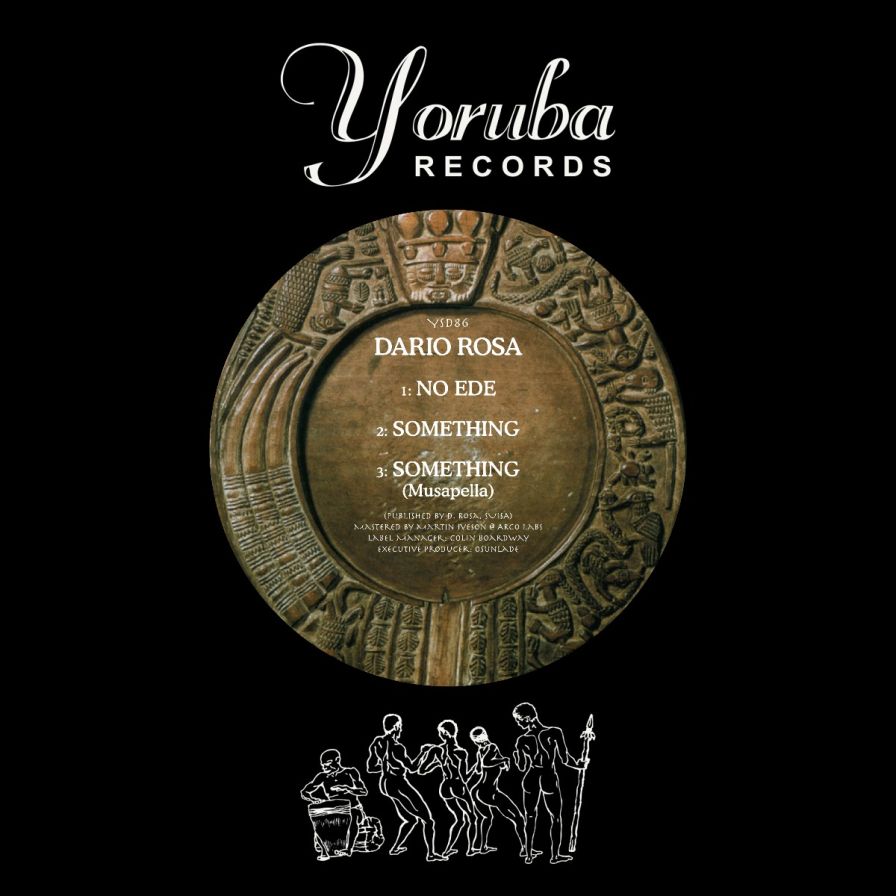 Yoruba
RECORDS
YSD86
DARIO ROSA
1: NO EDE
2: SOMETHING
3: SOMETHING
(Musapella)
(PUBLISHED BY D. ROSA, SUISA)
MASTERED BY MARTIN IVESON @ ARCO LABS
LABEL MANAGER: COLIN BOARDWAY
EXECUTIVE PRODUCER: OSUNLADE